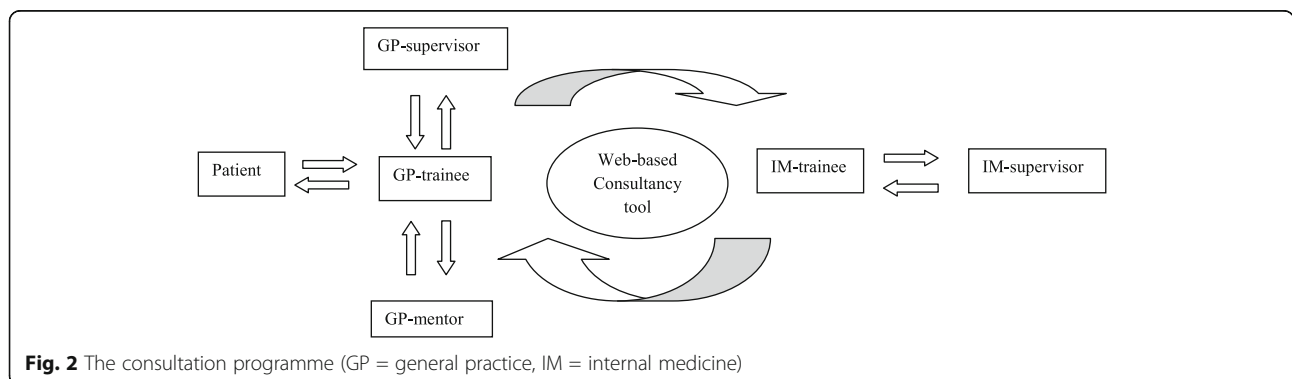 GP-supervisor
Patient
GP-trainee
Web-based
Consultancy
tool
IM-trainee
IM-supervisor
GP-mentor
Fig. 2 The consultation programme (GP = general practice, IM = internal medicine)